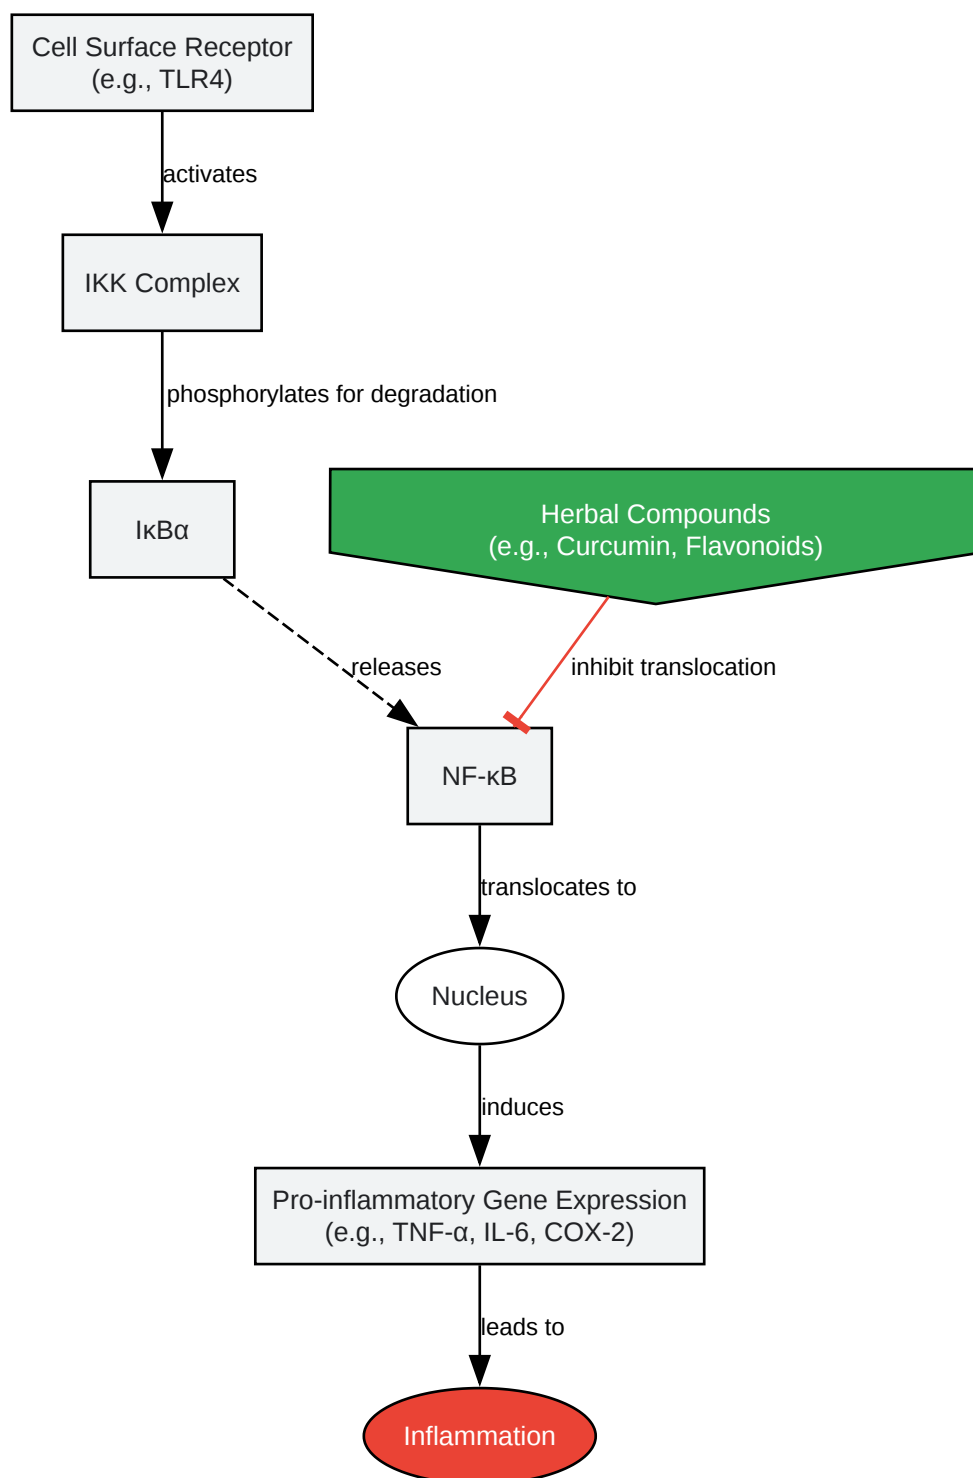 Cell Surface Receptor
(e.g., TLR4)
activates
IKK Complex
phosphorylates for degradation
IκBα
Herbal Compounds
(e.g., Curcumin, Flavonoids)
releases
inhibit translocation
NF-κB
translocates to
Nucleus
induces
Pro-inflammatory Gene Expression
(e.g., TNF-α, IL-6, COX-2)
leads to
Inflammation